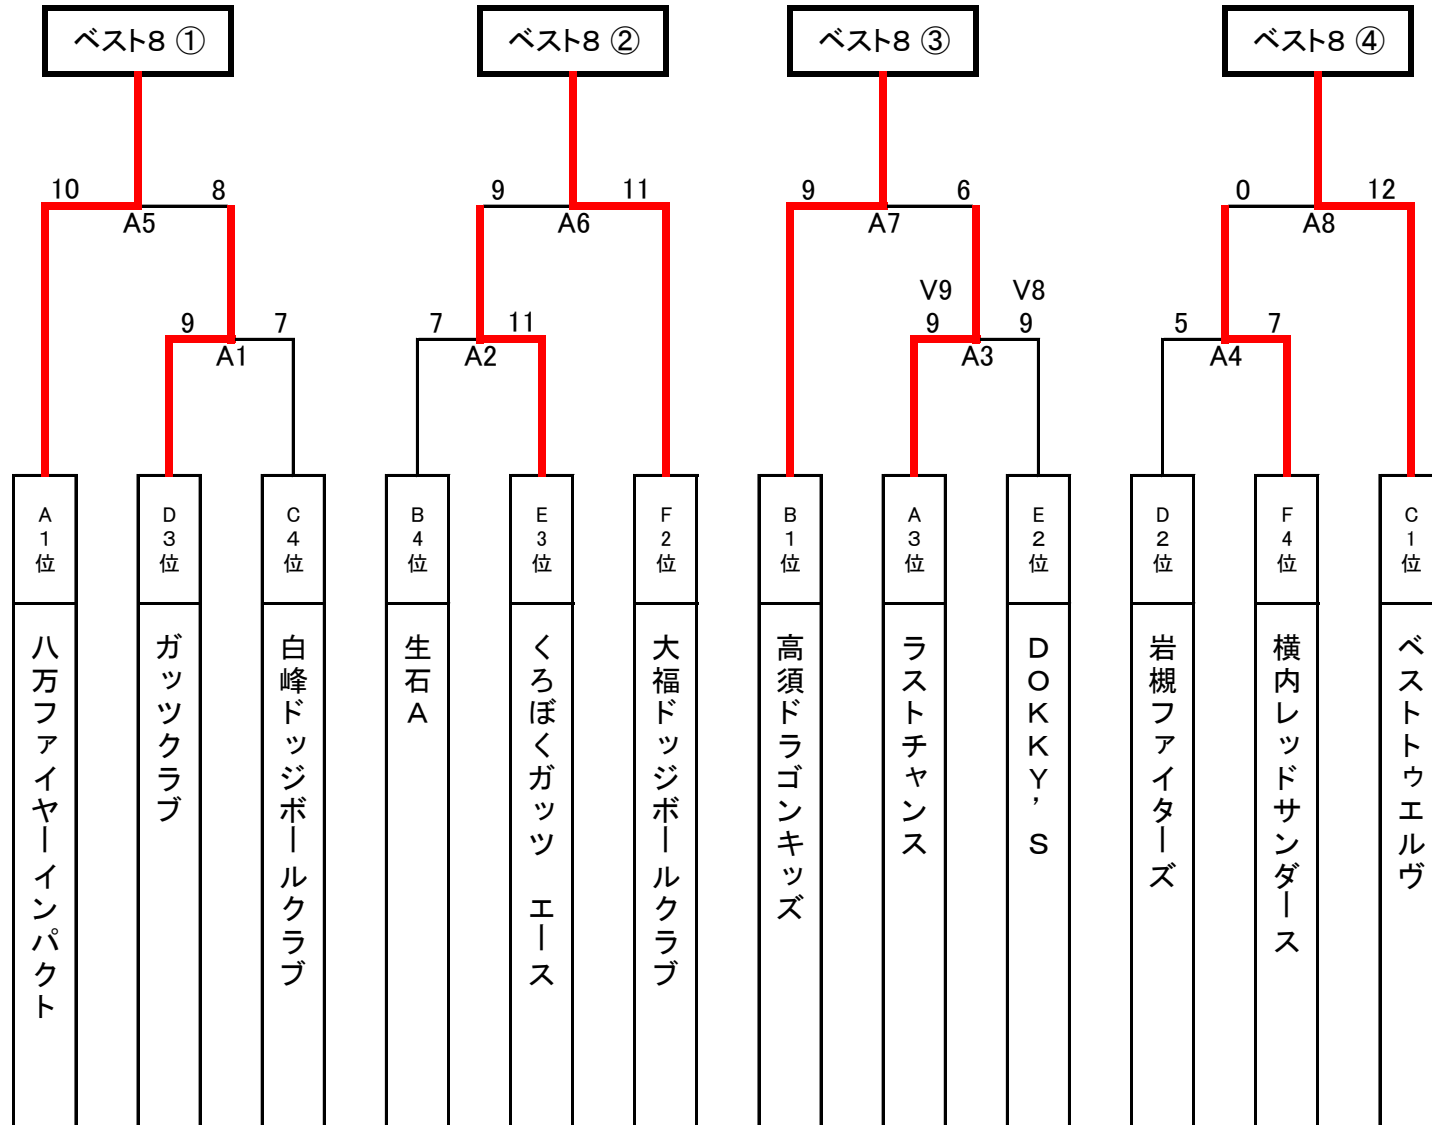 ベスト8 ①
ベスト8 ②
ベスト8 ③
ベスト8 ④
10 8
A5
9 11
A6
9 6
A7
0 12
A8
9 7
A1
7 11
A2
V9 V8
9 9
A3
5 7
A4
A1位
D3位
C4位
B4位
E3位
F2位
B1位
A3位
E2位
D2位
F4位
C1位
八万ファイヤーインパクト
ガッツクラブ
白峰ドッジボールクラブ
生石A
くろぼくガッツ エース
大福ドッジボールクラブ
高須ドラゴンキッズ
ラストチャンス
DOKKY'S
岩槻ファイターズ
横内レッドサンダース
ベストトゥエルヴ